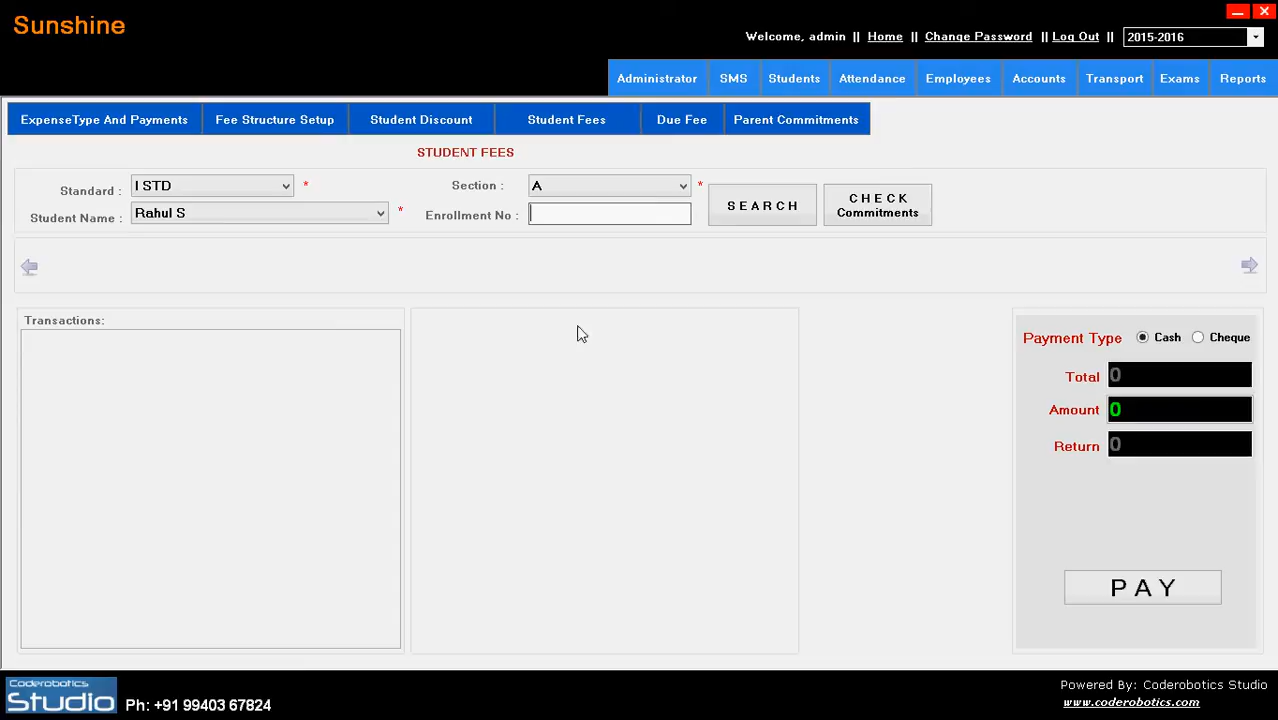 Sunshine
Welcome, admin || Home || Change Password || Log Out || 2015-2016
Administrator SMS Students Attendance Employees Accounts Transport Exams Reports
ExpenseType And Payments Fee Structure Setup Student Discount Student Fees Due Fee Parent Commitments
STUDENT FEES
Standard : I STD * Section : A *
Student Name : Rahul S * Enrollment No :
SEARCH
CHECK
Commitments
Transactions:
Payment Type Cash Cheque
Total 0
Amount 0
Return 0
PAY
Coderobotics
Studio
Ph: +91 99403 67824
Powered By: Coderobotics Studio
www.coderobotics.com